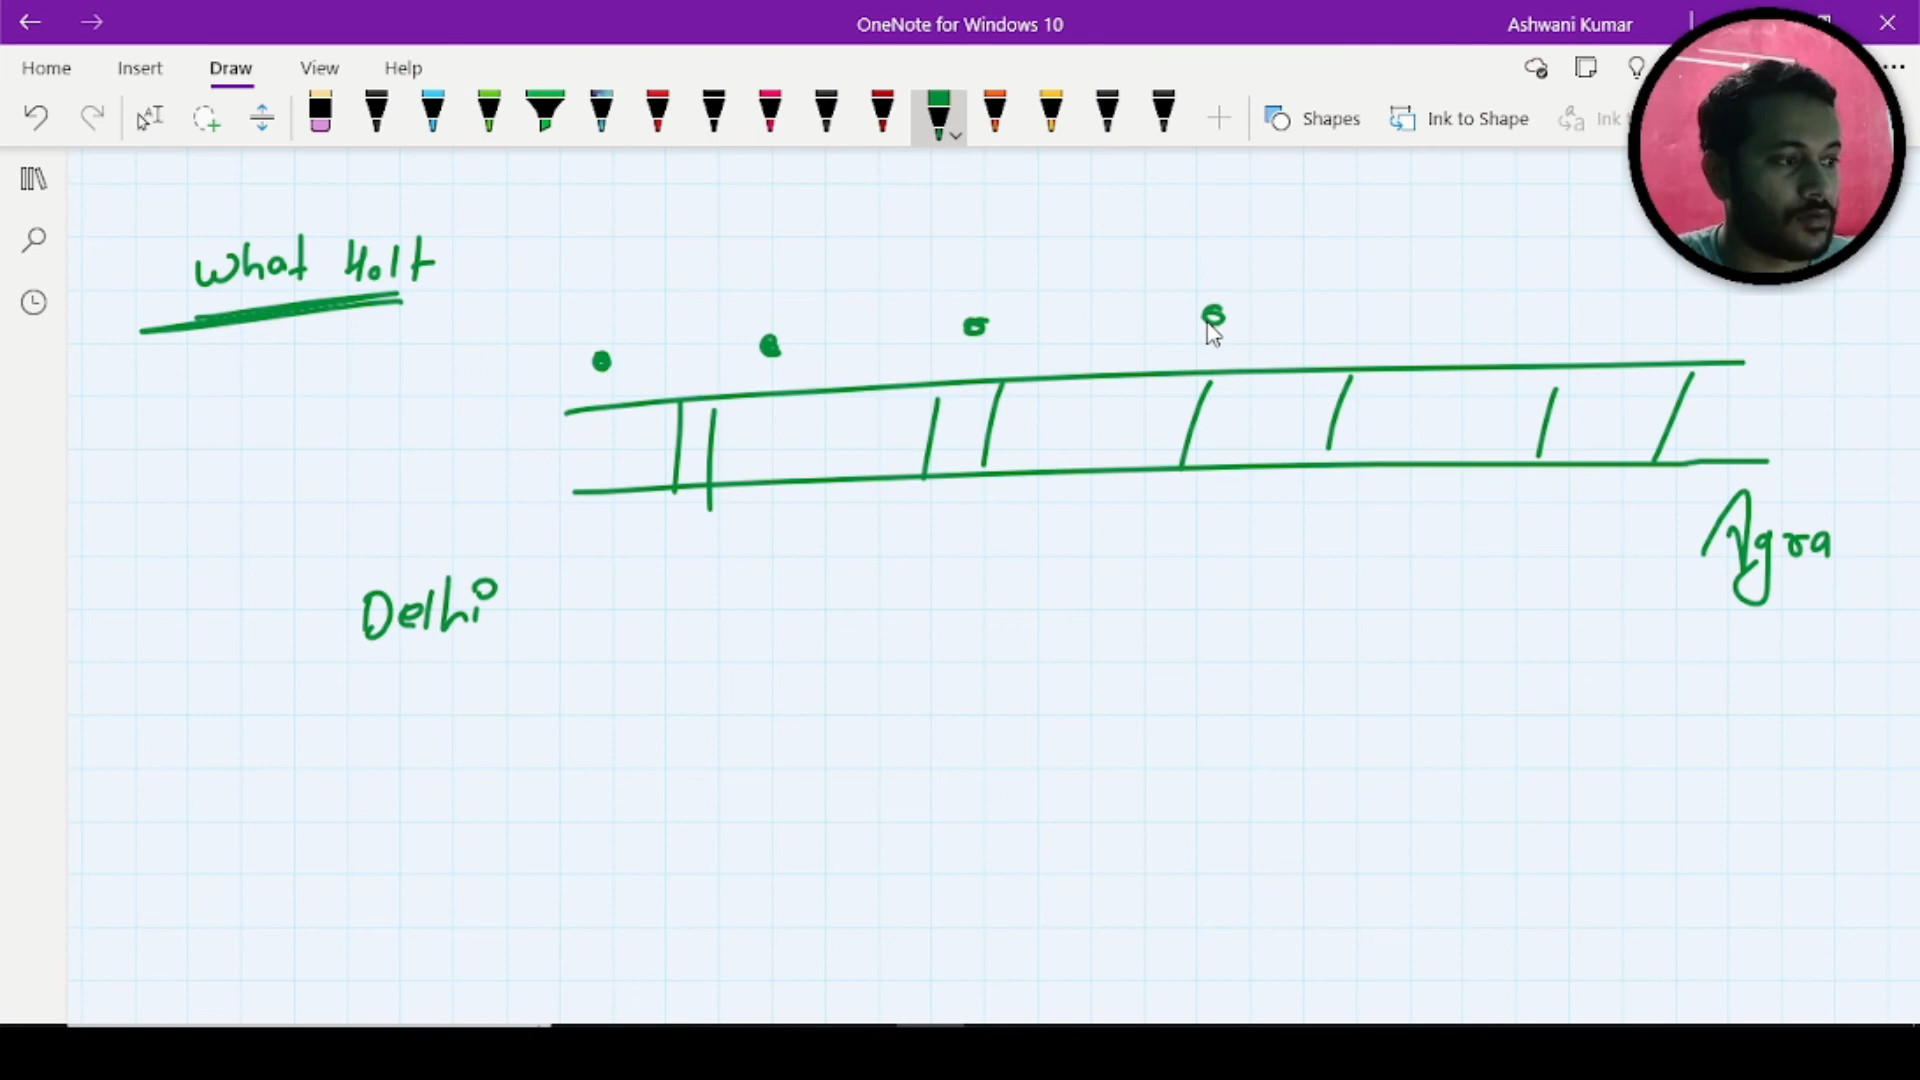 OneNote for Windows 10
Ashwani Kumar
Home Insert Draw View Help
Shapes Ink to Shape Ink
What Holt
Agra
Delhi